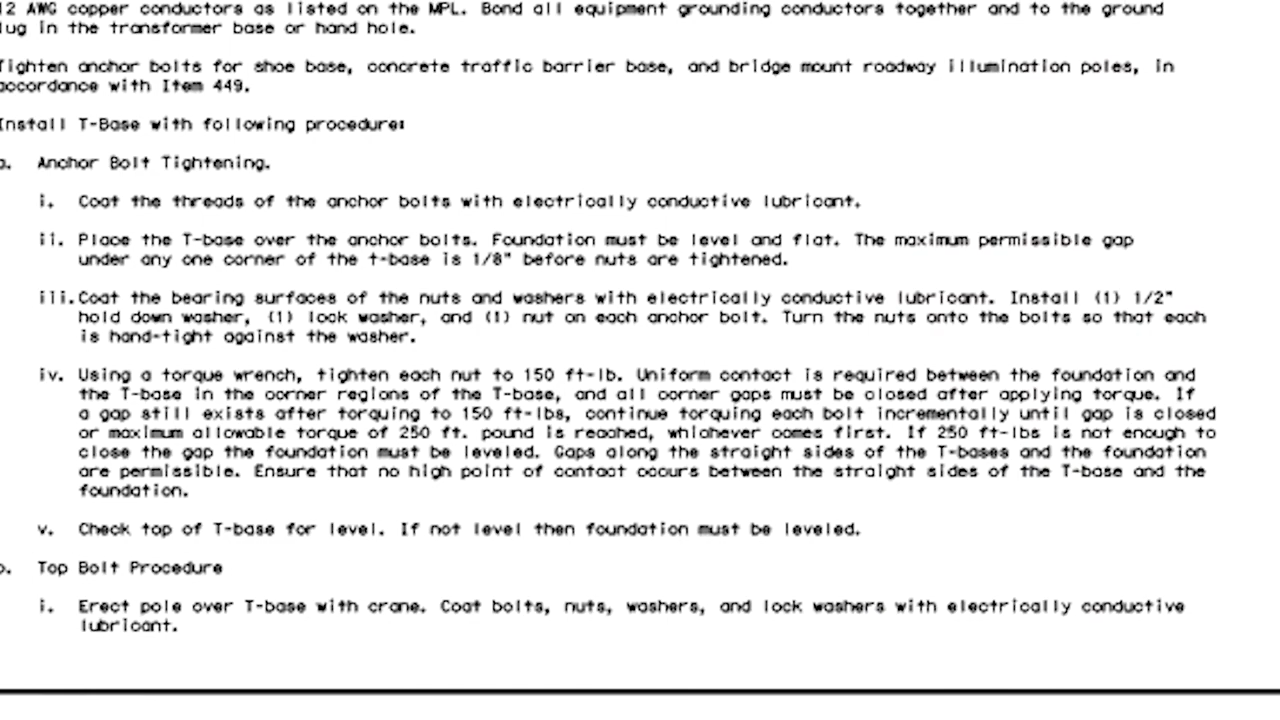 12 AWG copper conductors as listed on the MPL. Bond all equipment grounding conductors together and to the ground
lug in the transformer base or hand hole.
Tighten anchor bolts for shoe base, concrete traffic barrier base, and bridge mount roadway illumination poles, in
accordance with Item 449.
Install T-Base with following procedure:
a. Anchor Bolt Tightening.
i. Coat the threads of the anchor bolts with electrically conductive lubricant.
ii. Place the T-base over the anchor bolts. Foundation must be level and flat. The maximum permissible gap
under any one corner of the t-base is 1/8" before nuts are tightened.
iii. Coat the bearing surfaces of the nuts and washers with electrically conductive lubricant. Install (1) 1/2"
hold down washer, (1) lock washer, and (1) nut on each anchor bolt. Turn the nuts onto the bolts so that each
is hand-tight against the washer.
iv. Using a torque wrench, tighten each nut to 150 ft-lb. Uniform contact is required between the foundation and
the T-base in the corner regions of the T-base, and all corner gaps must be closed after applying torque. If
a gap still exists after torquing to 150 ft-lbs, continue torquing each bolt incrementally until gap is closed
or maximum allowable torque of 250 ft. pound is reached, whichever comes first. If 250 ft-lbs is not enough to
close the gap the foundation must be leveled. Gaps along the straight sides of the T-bases and the foundation
are permissible. Ensure that no high point of contact occurs between the straight sides of the T-base and the
foundation.
v. Check top of T-base for level. If not level then foundation must be leveled.
b. Top Bolt Procedure
i. Erect pole over T-base with crane. Coat bolts, nuts, washers, and lock washers with electrically conductive
lubricant.